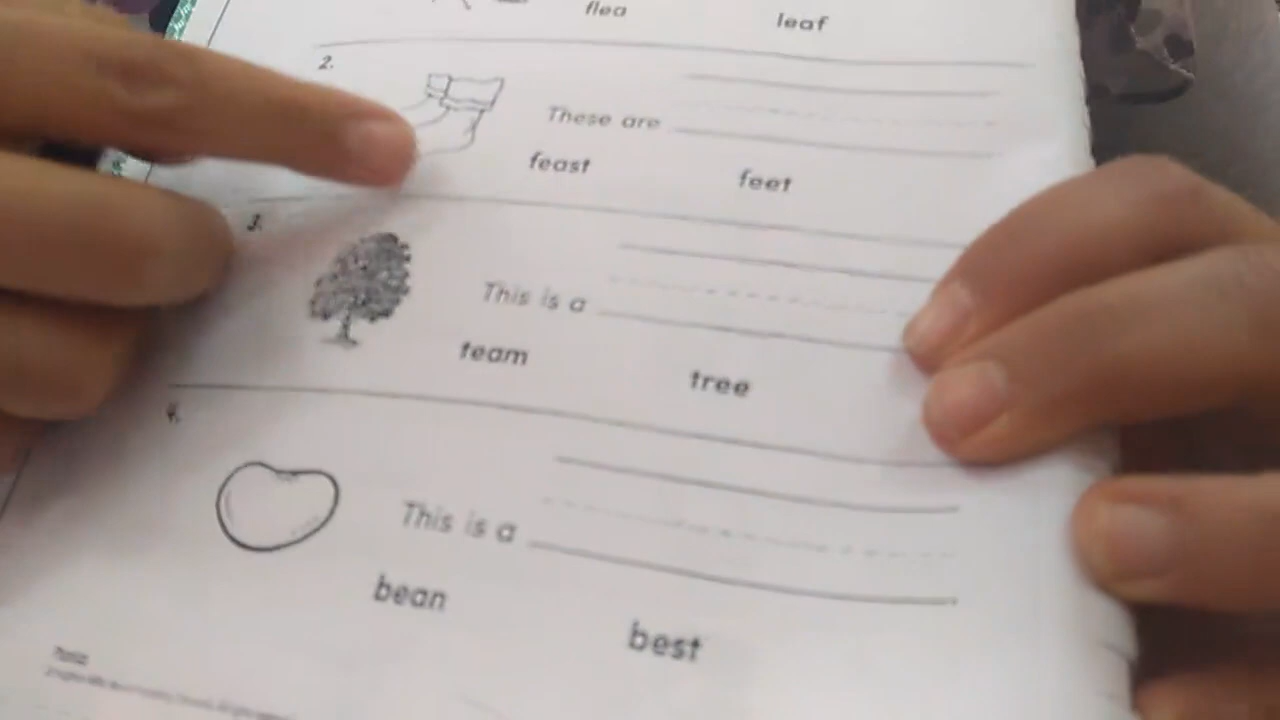 flea leaf
2.
These are
feast feet
3.
This is a
team tree
4.
This is a
bean best